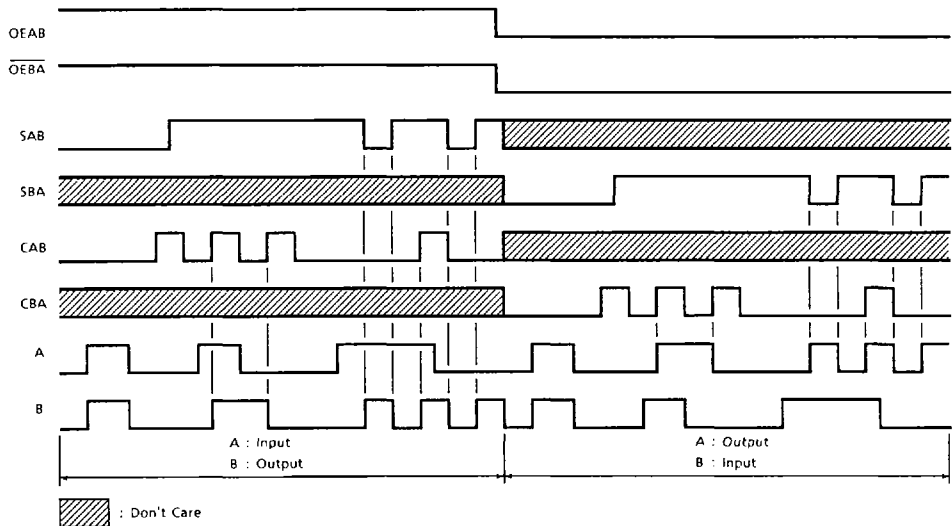 OEAB
OEBA
SAB
SBA
CAB
CBA
A
B
A : Input
B : Output
A : Output
B : Input
: Don't Care